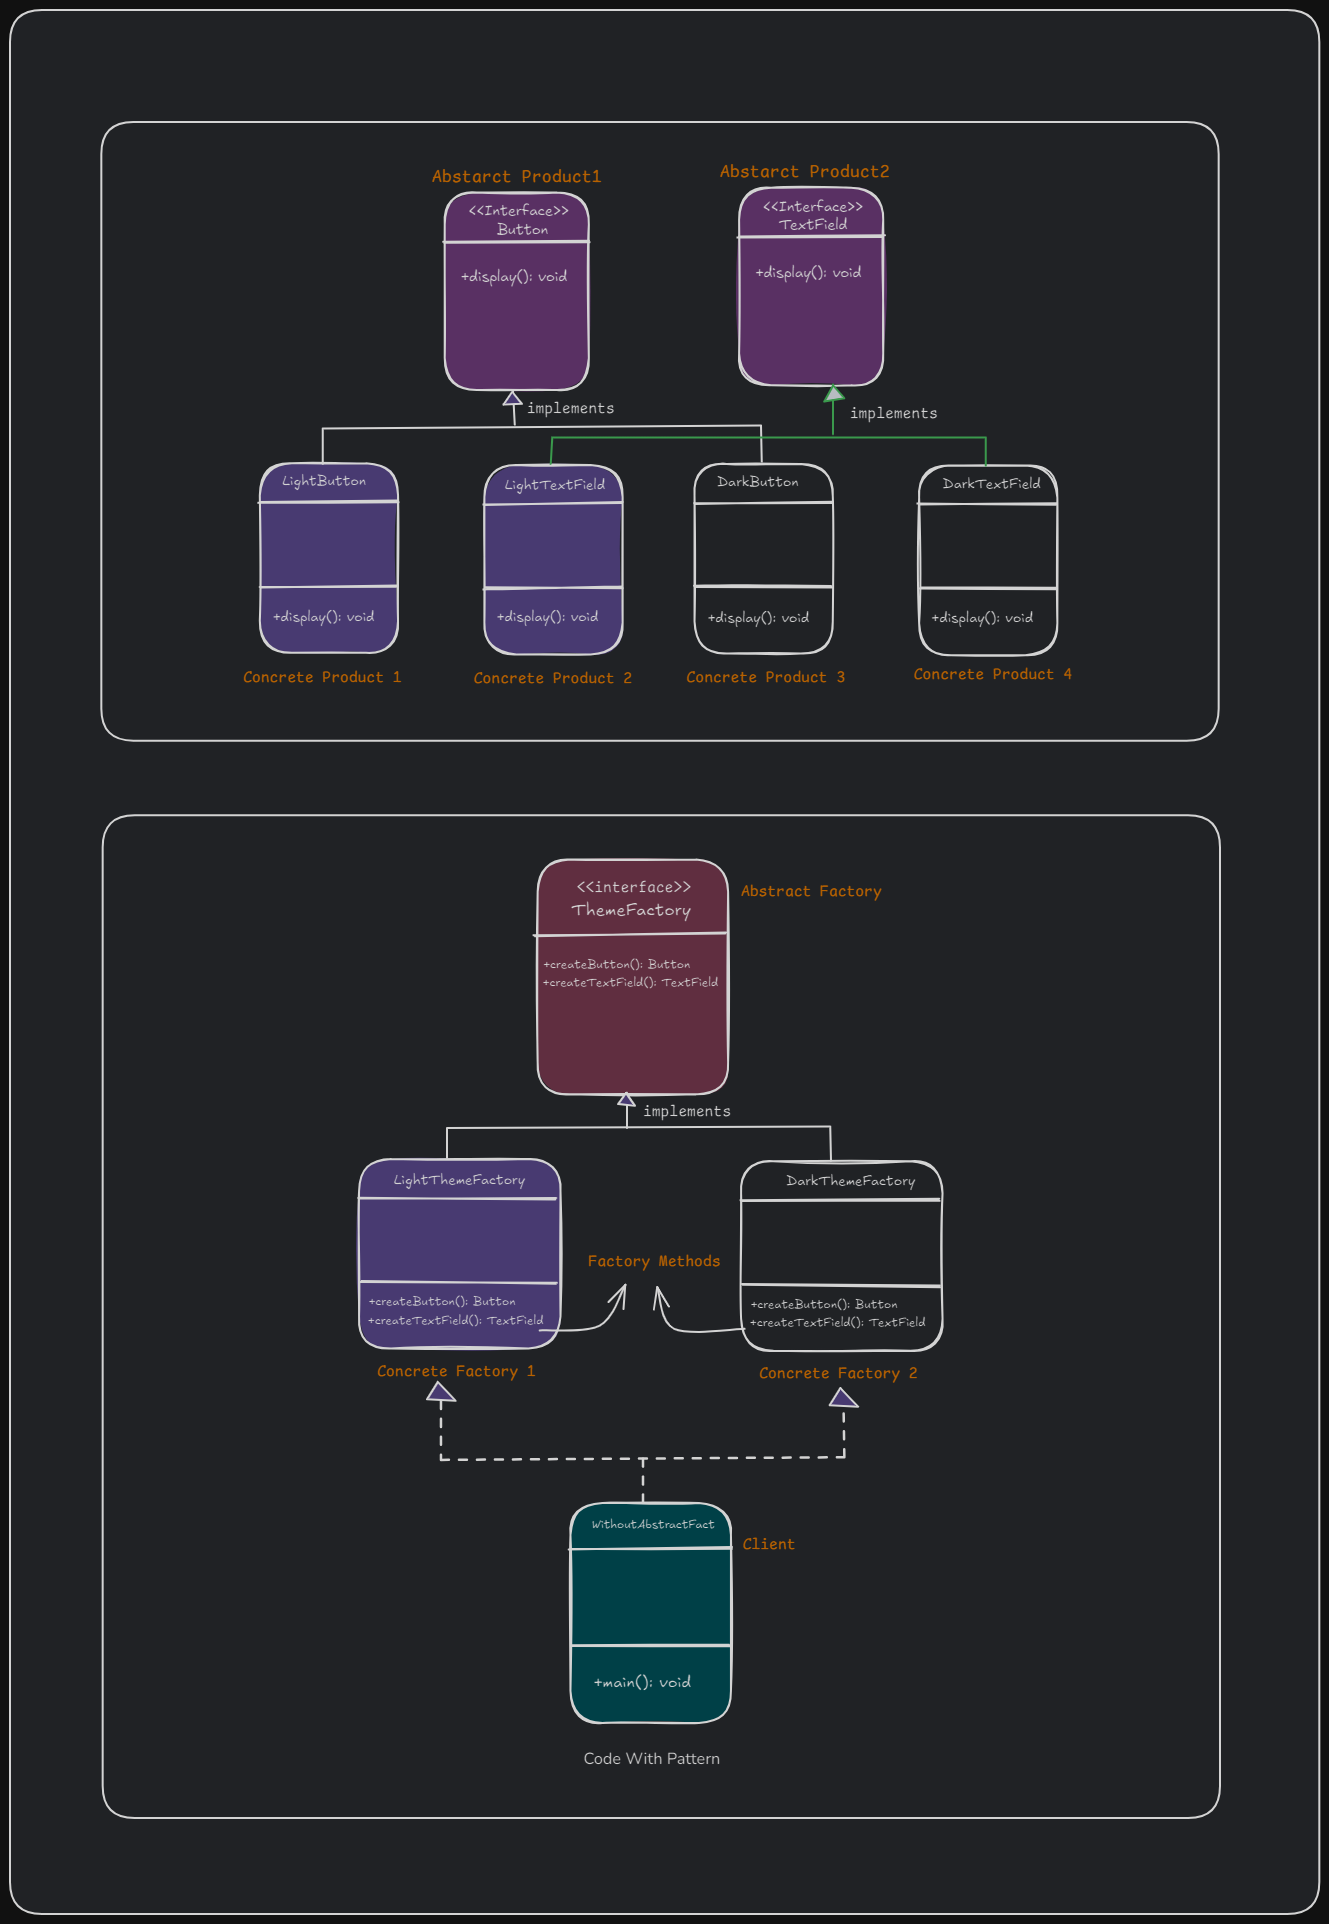 Abstarct Product1
Abstarct Product2
<<Interface>>
Button
+display(): void
<<Interface>>
TextField
+display(): void
implements
implements
LightButton
+display(): void
LightTextField
+display(): void
DarkButton
+display(): void
DarkTextField
+display(): void
Concrete Product 1
Concrete Product 2
Concrete Product 3
Concrete Product 4
<<interface>>
ThemeFactory
Abstract Factory
+createButton(): Button
+createTextField(): TextField
implements
LightThemeFactory
+createButton(): Button
+createTextField(): TextField
Factory Methods
DarkThemeFactory
+createButton(): Button
+createTextField(): TextField
Concrete Factory 1
Concrete Factory 2
WithoutAbstractFact
Client
+main(): void
Code With Pattern